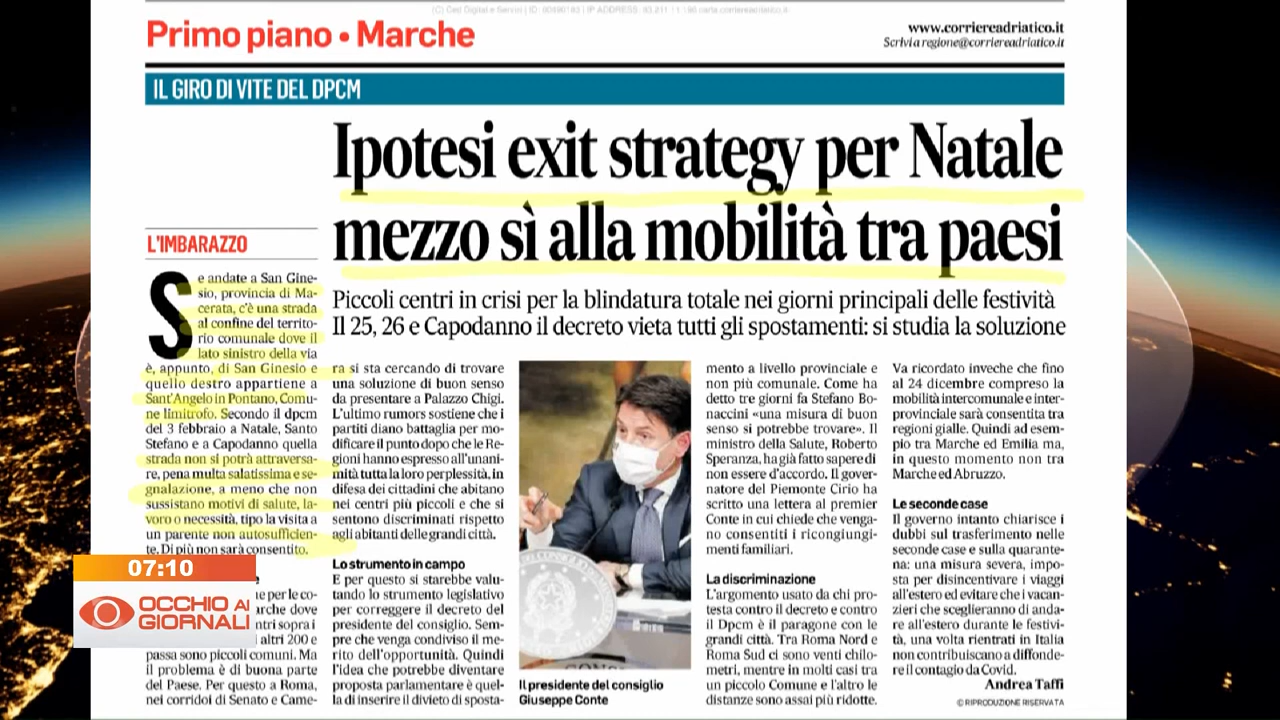 Primo piano • Marche
www.corriereadriatico.it
Scrivi a regione@corriereadriatico.it
IL GIRO DI VITE DEL DPCM
Ipotesi exit strategy per Natale
mezzo sì alla mobilità tra paesi
Piccoli centri in crisi per la blindatura totale nei giorni principali delle festività
Il 25, 26 e Capodanno il decreto vieta tutti gli spostamenti: si studia la soluzione
L'IMBARAZZO
Se andate a San Gine-
sio, provincia di Ma-
cerata, c'è una strada
al confine del territo-
rio comunale dove il
lato sinistro della via
è, appunto, di San Ginesio e
quello destro appartiene a
Sant'Angelo in Pontano, Comu-
ne limitrofo. Secondo il dpcm
del 3 febbraio a Natale, Santo
Stefano e a Capodanno quella
strada non si potrà attraversa-
re, pena multa salatissima e se-
gnalazione, a meno che non
sussistano motivi di salute, la-
voro o necessità, tipo la visita a
un parente non autosufficien-
te. Di più non sarà consentito.
e per le co-
arche dove
ntri sopra i
altri 200 e
passa sono piccoli comuni. Ma
il problema è di buona parte
del Paese. Per questo a Roma,
nei corridoi di Senato e Came-
ra si sta cercando di trovare
una soluzione di buon senso
da presentare a Palazzo Chigi.
L'ultimo rumors sostiene che i
partiti diano battaglia per mo-
dificare il punto dopo che le Re-
gioni hanno espresso all'unani-
mità tutta la loro perplessità, in
difesa dei cittadini che abitano
nei centri più piccoli e che si
sentono discriminati rispetto
agli abitanti delle grandi città.
Lo strumento in campo
E per questo si starebbe valu-
tando lo strumento legislativo
per correggere il decreto del
presidente del consiglio. Sem-
pre che venga condiviso il me-
rito dell'opportunità. Quindi
l'idea che potrebbe diventare
proposta parlamentare è quel-
la di inserire il divieto di sposta-
Il presidente del consiglio
Giuseppe Conte
mento a livello provinciale e
non più comunale. Come ha
detto tre giorni fa Stefano Bo-
naccini «una misura di buon
senso si potrebbe trovare». Il
ministro della Salute, Roberto
Speranza, ha già fatto sapere di
non essere d'accordo. Il gover-
natore del Piemonte Cirio ha
scritto una lettera al premier
Conte in cui chiede che venga-
no consentiti i ricongiungi-
menti familiari.
La discriminazione
L'argomento usato da chi pro-
testa contro il decreto e contro
il Dpcm è il paragone con le
grandi città. Tra Roma Nord e
Roma Sud ci sono venti chilo-
metri, mentre in molti casi tra
un piccolo Comune e l'altro le
distanze sono assai più ridotte.
Va ricordato inveche che fino
al 24 dicembre compreso la
mobilità intercomunale e inter-
provinciale sarà consentita tra
regioni gialle. Quindi ad esem-
pio tra Marche ed Emilia ma,
in questo momento non tra
Marche ed Abruzzo.
Le seconde case
Il governo intanto chiarisce i
dubbi sul trasferimento nelle
seconde case e sulla quarante-
na: una misura severa, impo-
sta per disincentivare i viaggi
all'estero ed evitare che i vacan-
zieri che sceglieranno di anda-
re all'estero durante le festivi-
tà, una volta rientrati in Italia
non contribuiscano a diffonde-
re il contagio da Covid.
Andrea Taffi
© RIPRODUZIONE RISERVATA
07:10
OCCHIO AI
GIORNALI